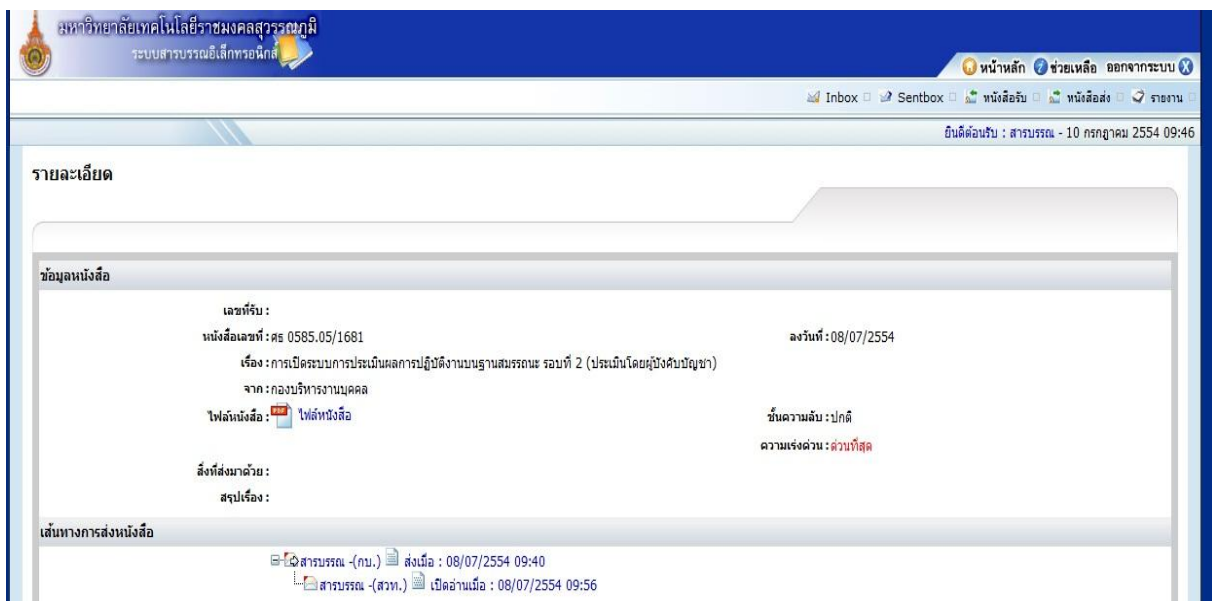 มหาวิทยาลัยเทคโนโลยีราชมงคลสุวรรณภูมิ
ระบบสารบรรณอิเล็กทรอนิกส์
หน้าหลัก ช่วยเหลือ ออกจากระบบ
Inbox Sentbox หนังสือรับ หนังสือส่ง รายงาน
ยินดีต้อนรับ : สารบรรณ - 10 กรกฎาคม 2554 09:46
รายละเอียด
ข้อมูลหนังสือ
เลขที่รับ :
หนังสือเลขที่ : ศธ 0585.05/1681 ลงวันที่ : 08/07/2554
เรื่อง : การเปิดระบบการประเมินผลการปฏิบัติงานบนฐานสมรรถนะ รอบที่ 2 (ประเมินโดยผู้บังคับบัญชา)
จาก : กองบริหารงานบุคคล
ไฟล์หนังสือ : PDF ไฟล์หนังสือ ชั้นความลับ : ปกติ
ความเร่งด่วน : ด่วนที่สุด
สิ่งที่ส่งมาด้วย :
สรุปเรื่อง :
เส้นทางการส่งหนังสือ
สารบรรณ -(กบ.) ส่งเมื่อ : 08/07/2554 09:40
สารบรรณ -(สวท.) เปิดอ่านเมื่อ : 08/07/2554 09:56